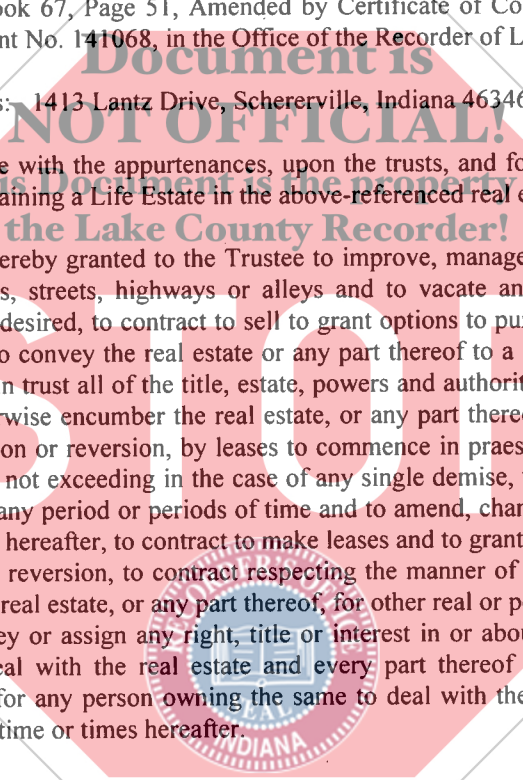 ok 67, Page 51, Amended by Certificate of Co
nt No. 141068, in the Office of the Recorder of L
Document is
s: 1413 Lantz Drive, Schererville, Indiana 46346
NOT OFFICIAL!
e with the appurtenances, upon the trusts, and fo
is Document is the property
aining a Life Estate in the above-referenced real e
the Lake County Recorder!
ereby granted to the Trustee to improve, manage
s, streets, highways or alleys and to vacate an
desired, to contract to sell to grant options to pu
o convey the real estate or any part thereof to a
n trust all of the title, estate, powers and authorit
rwise encumber the real estate, or any part there
on or reversion, by leases to commence in praes
not exceeding in the case of any single demise,
any period or periods of time and to amend, chan
hereafter, to contract to make leases and to grant
reversion, to contract respecting the manner of
real estate, or any part thereof, for other real or p
ey or assign any right, title or interest in or abou
eal with the real estate and every part thereof
for any person owning the same to deal with the
time or times hereafter.
STOP
RECORDER'S OFFICE
SEAL
INDIANA